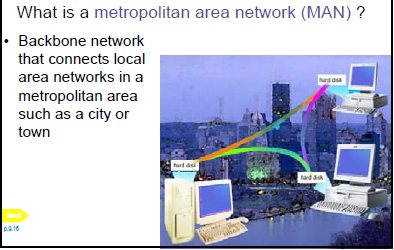 What is a metropolitan area network (MAN) ?
• Backbone network
that connects local
area networks in a
metropolitan area
such as a city or
town
hard disk
hard disk
hard disk
p.9.16